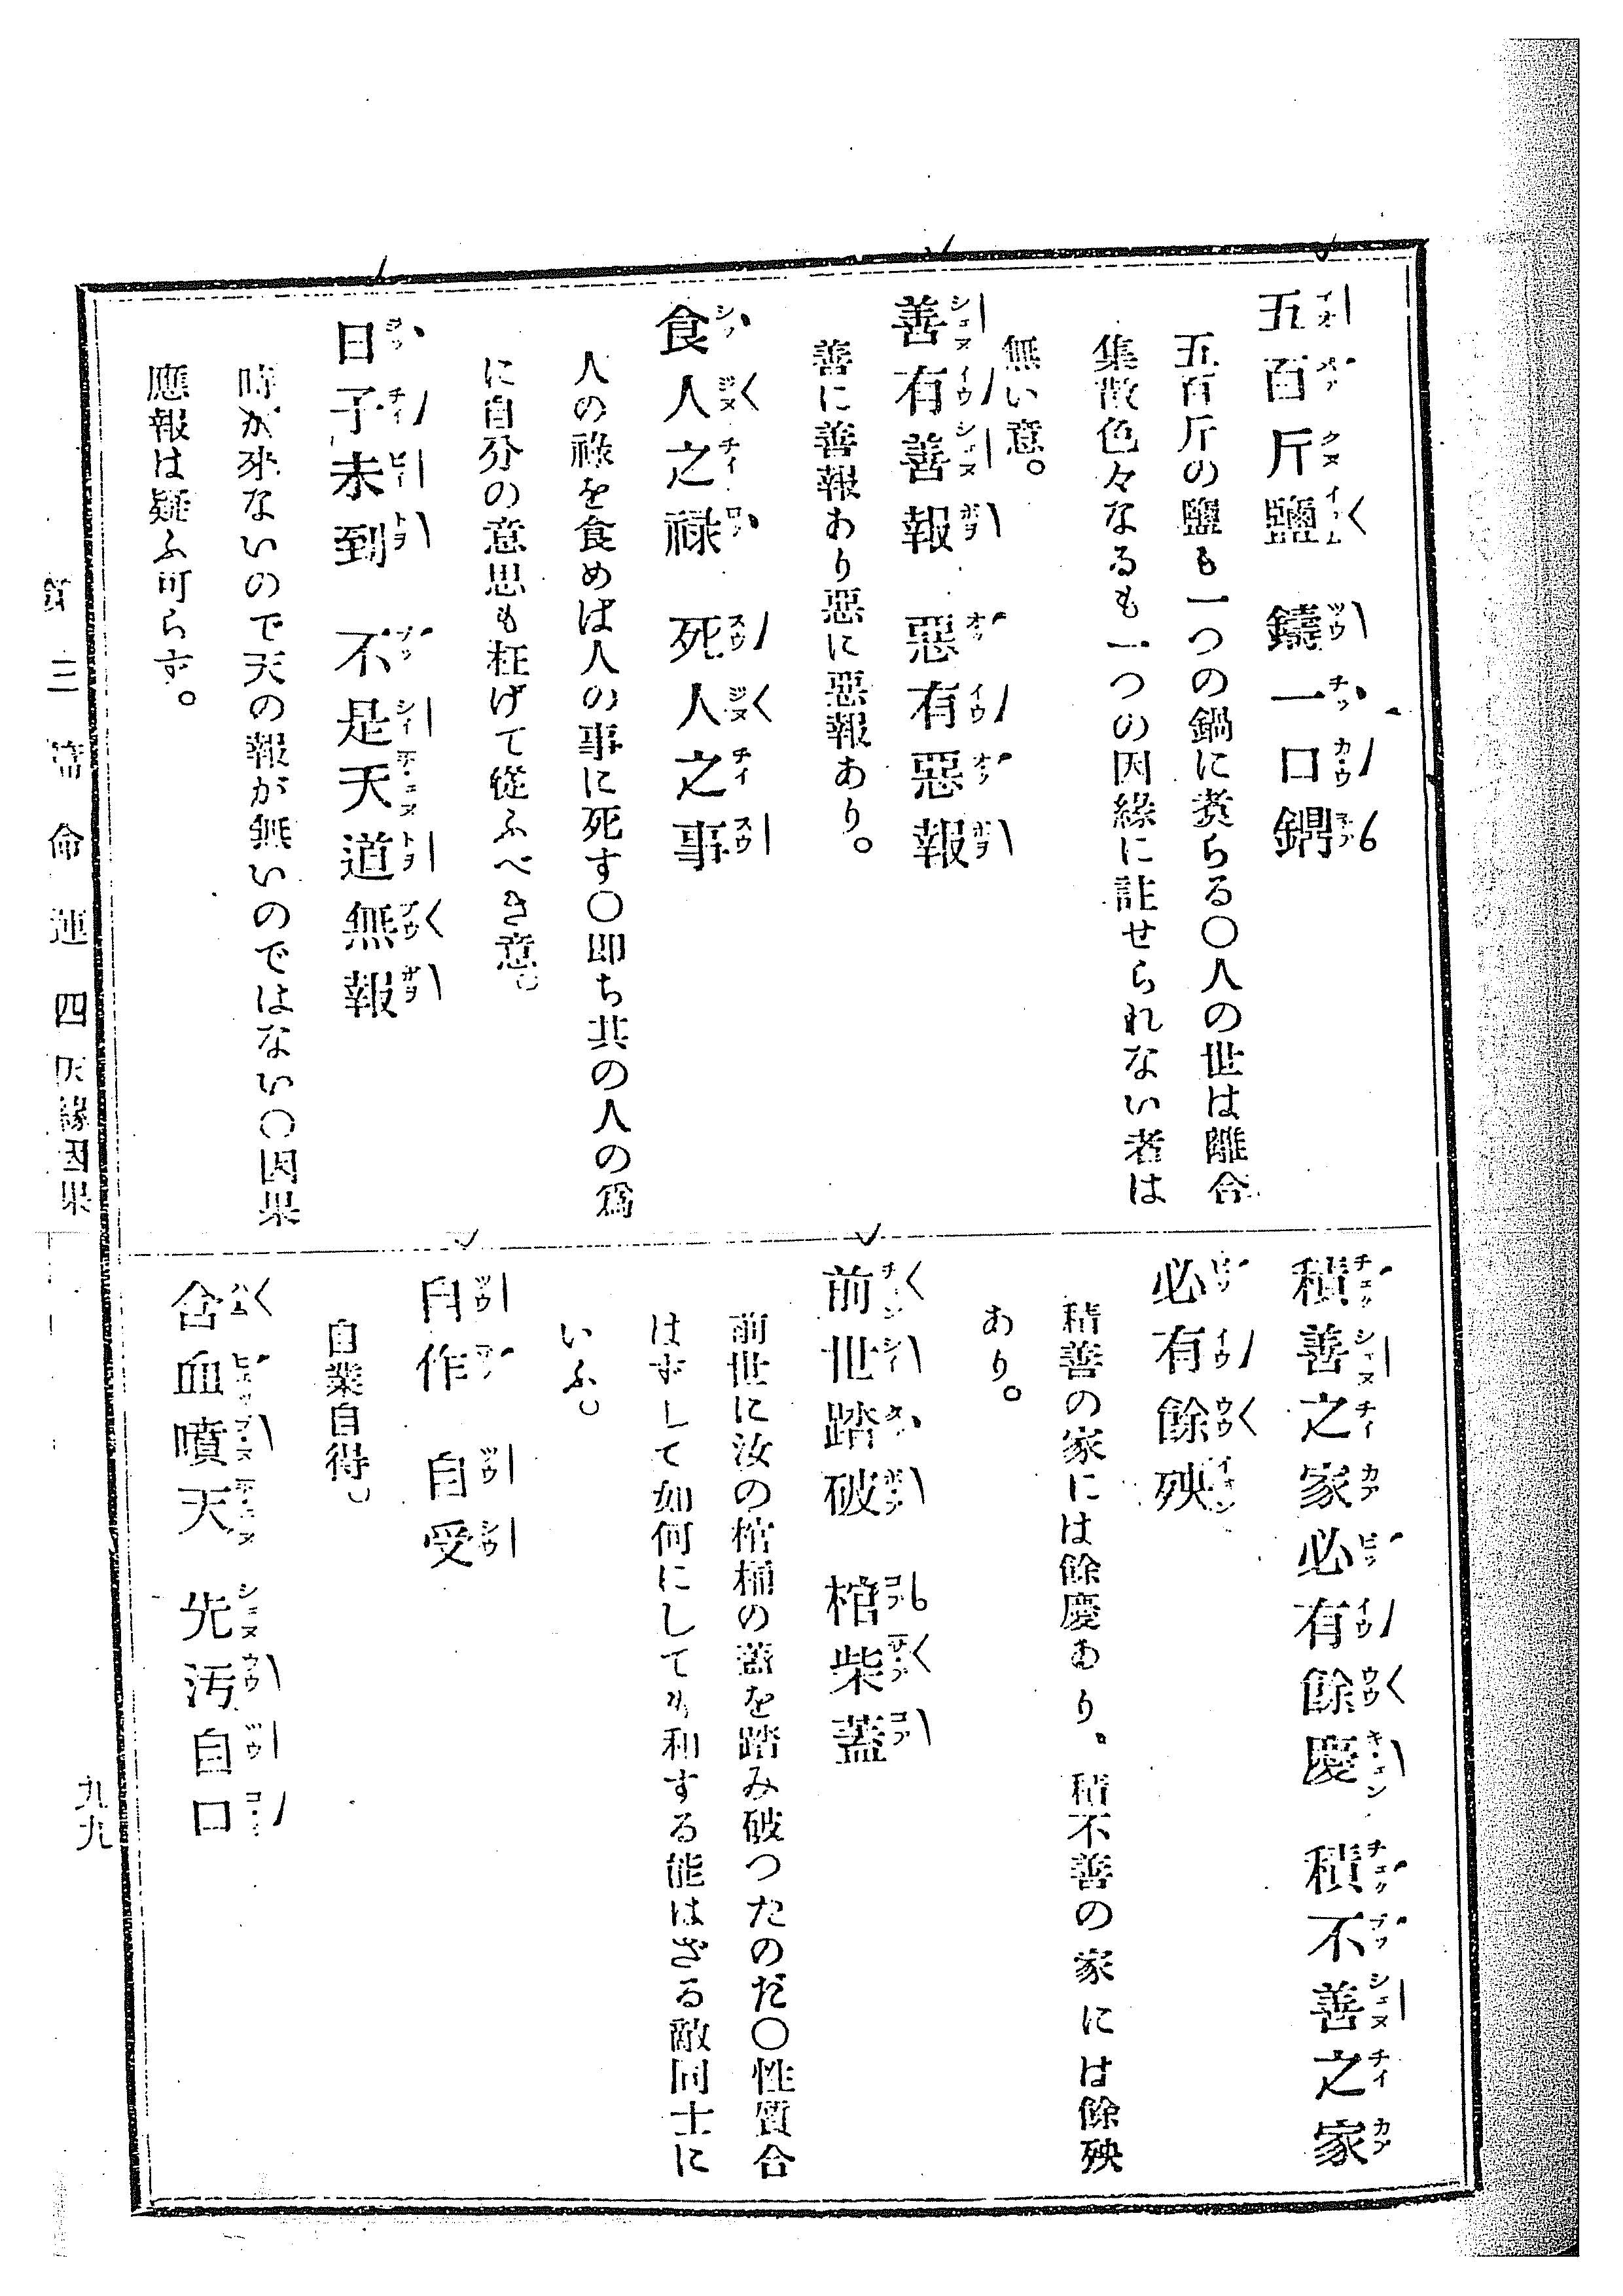 五百斤鹽　鑄一口鐊
五百斤の鹽も一つの鍋に煑らる〇人の世は離合
集散色々なるも一つの因緣に註せられない者は
無い意。
善有善報　惡有惡報
善に善報あり惡に惡報あり。
食人之祿　死人之事
人の祿を食めば人の事に死す〇即ち其の人の爲
に自分の意思も枉げて從ふべき意。
日子未到　不是天道無報
時が來ないので天の報が無いのではない〇因果
應報は疑ふ可らず。
積善之家必有餘慶　積不善之家
必有餘殃
積善の家には餘慶あり、積不善の家には餘殃
あり。
前世踏破　棺柴蓋
前世に汝の棺桶の蓋を踏み破つたのだ〇性質合
はずして如何にしても和する能はざる敵同士に
いふ。
自作　自受
自業自得。
含血噴天　先汚自口
第三篇　命運　四　因緣因果
九九